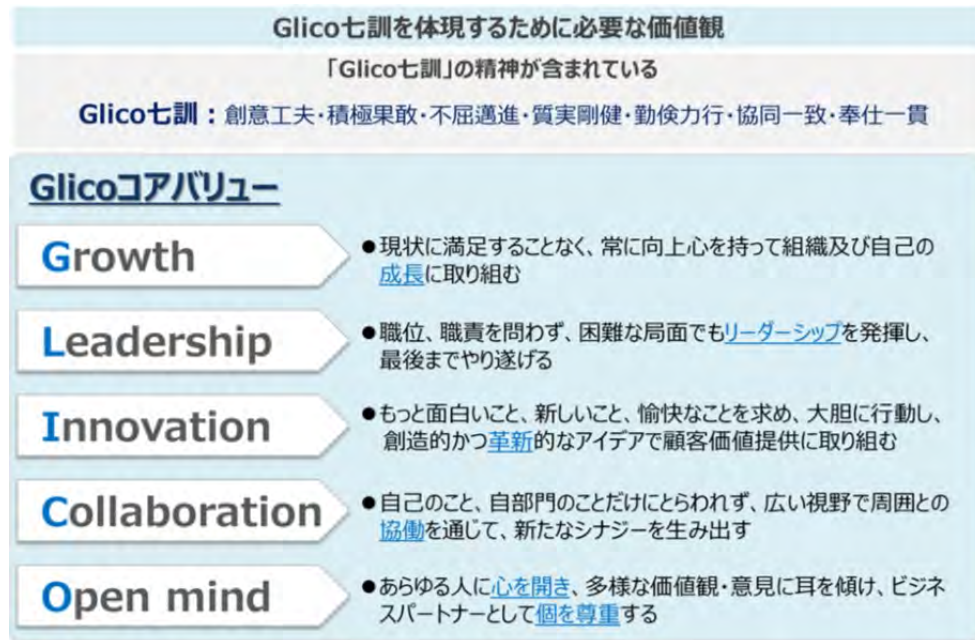 Glico七訓を体現するために必要な価値観
「Glico七訓」の精神が含まれている
Glico七訓：創意工夫・積極果敢・不屈邁進・質実剛健・勤倹力行・協同一致・奉仕一貫
Glicoコアバリュー
Growth
●現状に満足することなく、常に向上心を持って組織及び自己の
成長に取り組む
Leadership
●職位、職責を問わず、困難な局面でもリーダーシップを発揮し、
最後までやり遂げる
Innovation
●もっと面白いこと、新しいこと、愉快なことを求め、大胆に行動し、
創造的かつ革新的なアイデアで顧客価値提供に取り組む
Collaboration
●自己のこと、自部門のことだけにとらわれず、広い視野で周囲との
協働を通じて、新たなシナジーを生み出す
Open mind
●あらゆる人に心を開き、多様な価値観・意見に耳を傾け、ビジネ
スパートナーとして個を尊重する